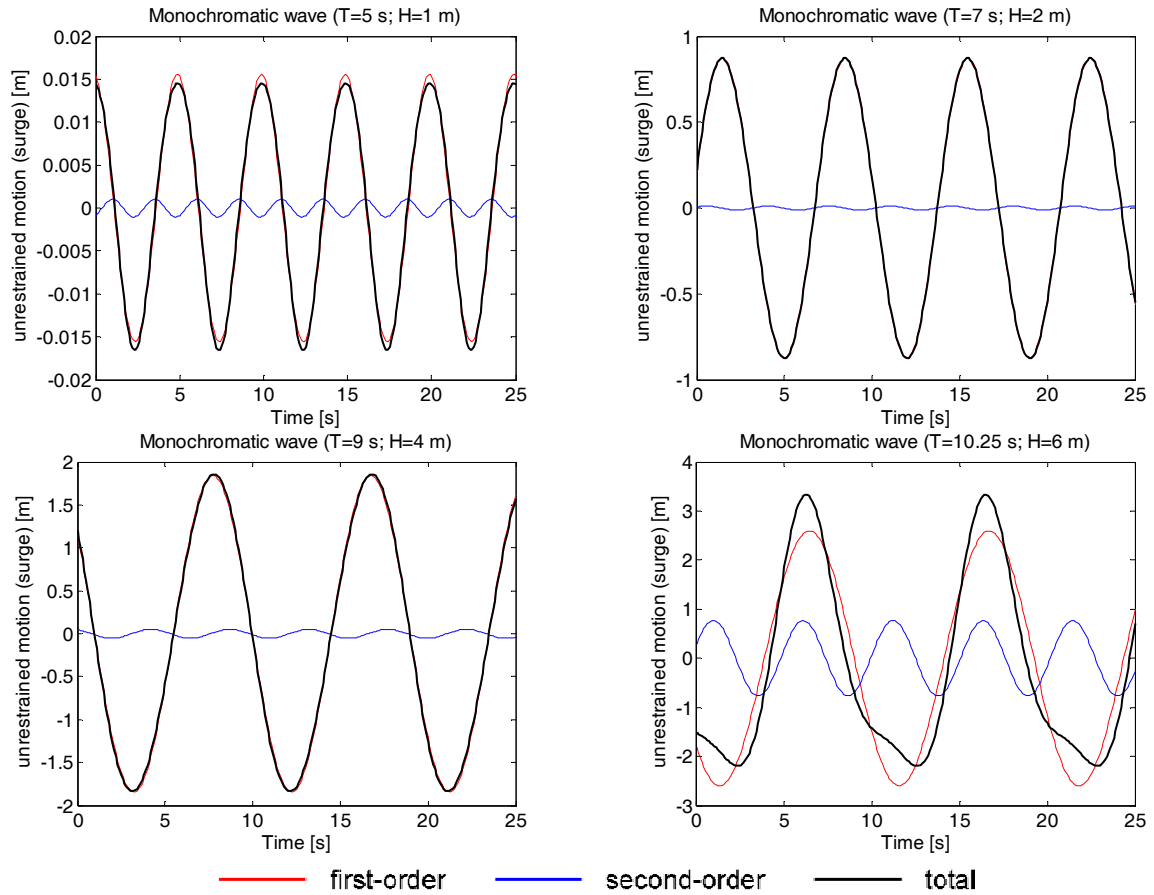 Monochromatic wave (T=5 s; H=1 m)
unrestrained motion (surge) [m]
0.02
0.015
0.01
0.005
0
-0.005
-0.01
-0.015
-0.02
0 5 10 15 20 25
Time [s]
Monochromatic wave (T=7 s; H=2 m)
unrestrained motion (surge) [m]
1
0.5
0
-0.5
-1
0 5 10 15 20 25
Time [s]
Monochromatic wave (T=9 s; H=4 m)
unrestrained motion (surge) [m]
2
1.5
1
0.5
0
-0.5
-1
-1.5
-2
0 5 10 15 20 25
Time [s]
Monochromatic wave (T=10.25 s; H=6 m)
unrestrained motion (surge) [m]
4
3
2
1
0
-1
-2
-3
0 5 10 15 20 25
Time [s]
first-order second-order total